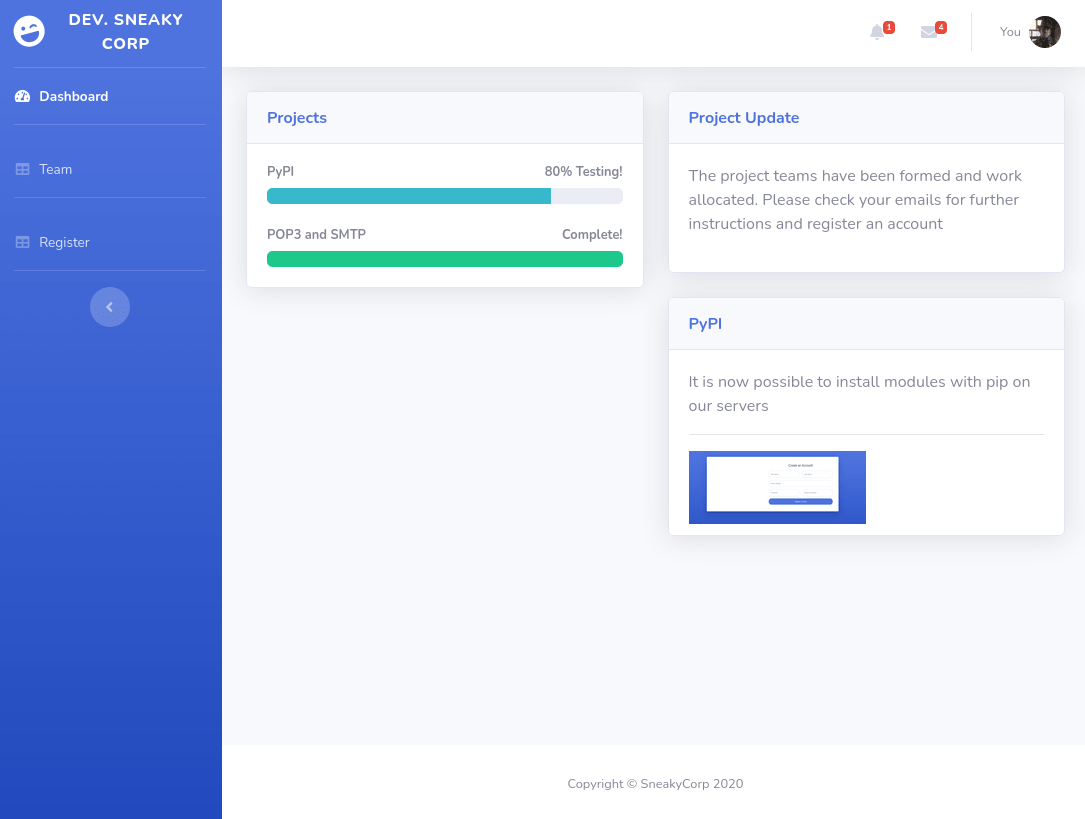 DEV. SNEAKY
CORP
Dashboard
Team
Register
1
4
You
Projects
PyPI
80% Testing!
POP3 and SMTP
Complete!
Project Update
The project teams have been formed and work
allocated. Please check your emails for further
instructions and register an account
PyPI
It is now possible to install modules with pip on
our servers
Create an Account!
Copyright © SneakyCorp 2020